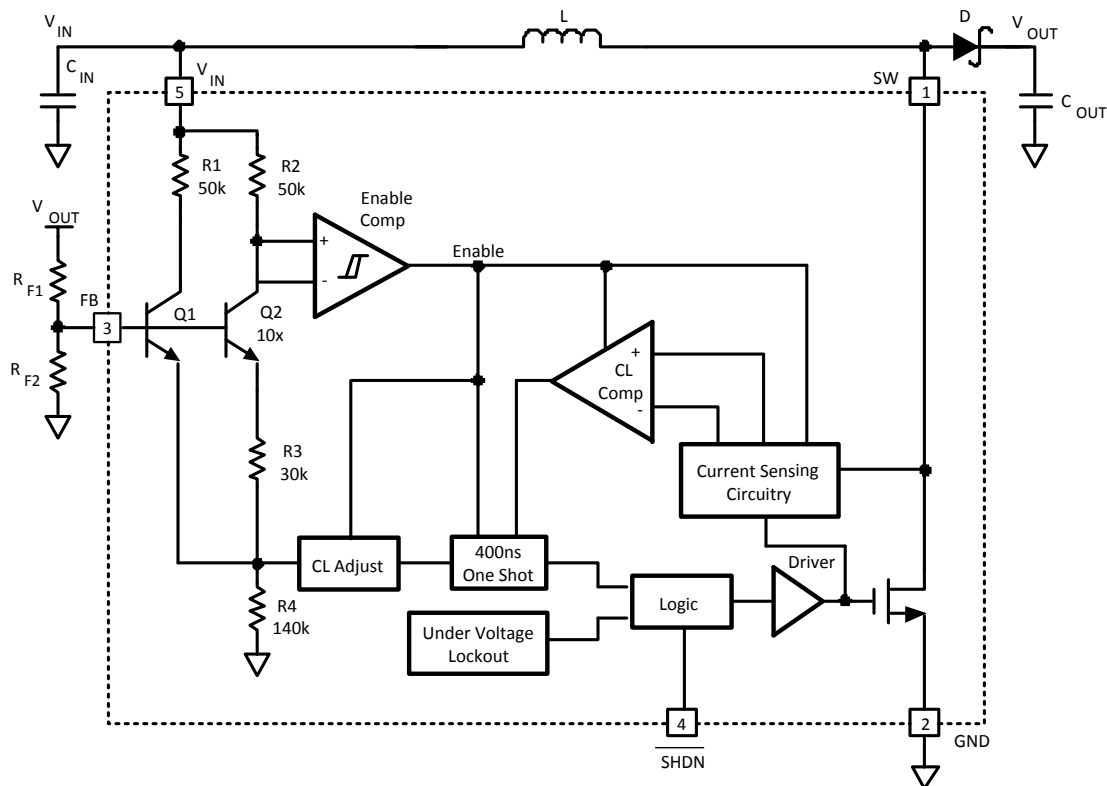 V IN
L
D
V OUT
C IN
V IN
SW
5
1
C OUT
R1
50k
R2
50k
Enable
Comp
V OUT
+
-
Enable
R F1
FB
3
Q1
Q2
10x
R F2
+
CL
Comp
-
R3
30k
Current Sensing
Circuitry
CL Adjust
400ns
One Shot
Driver
R4
140k
Logic
Under Voltage
Lockout
4
2
SHDN
GND